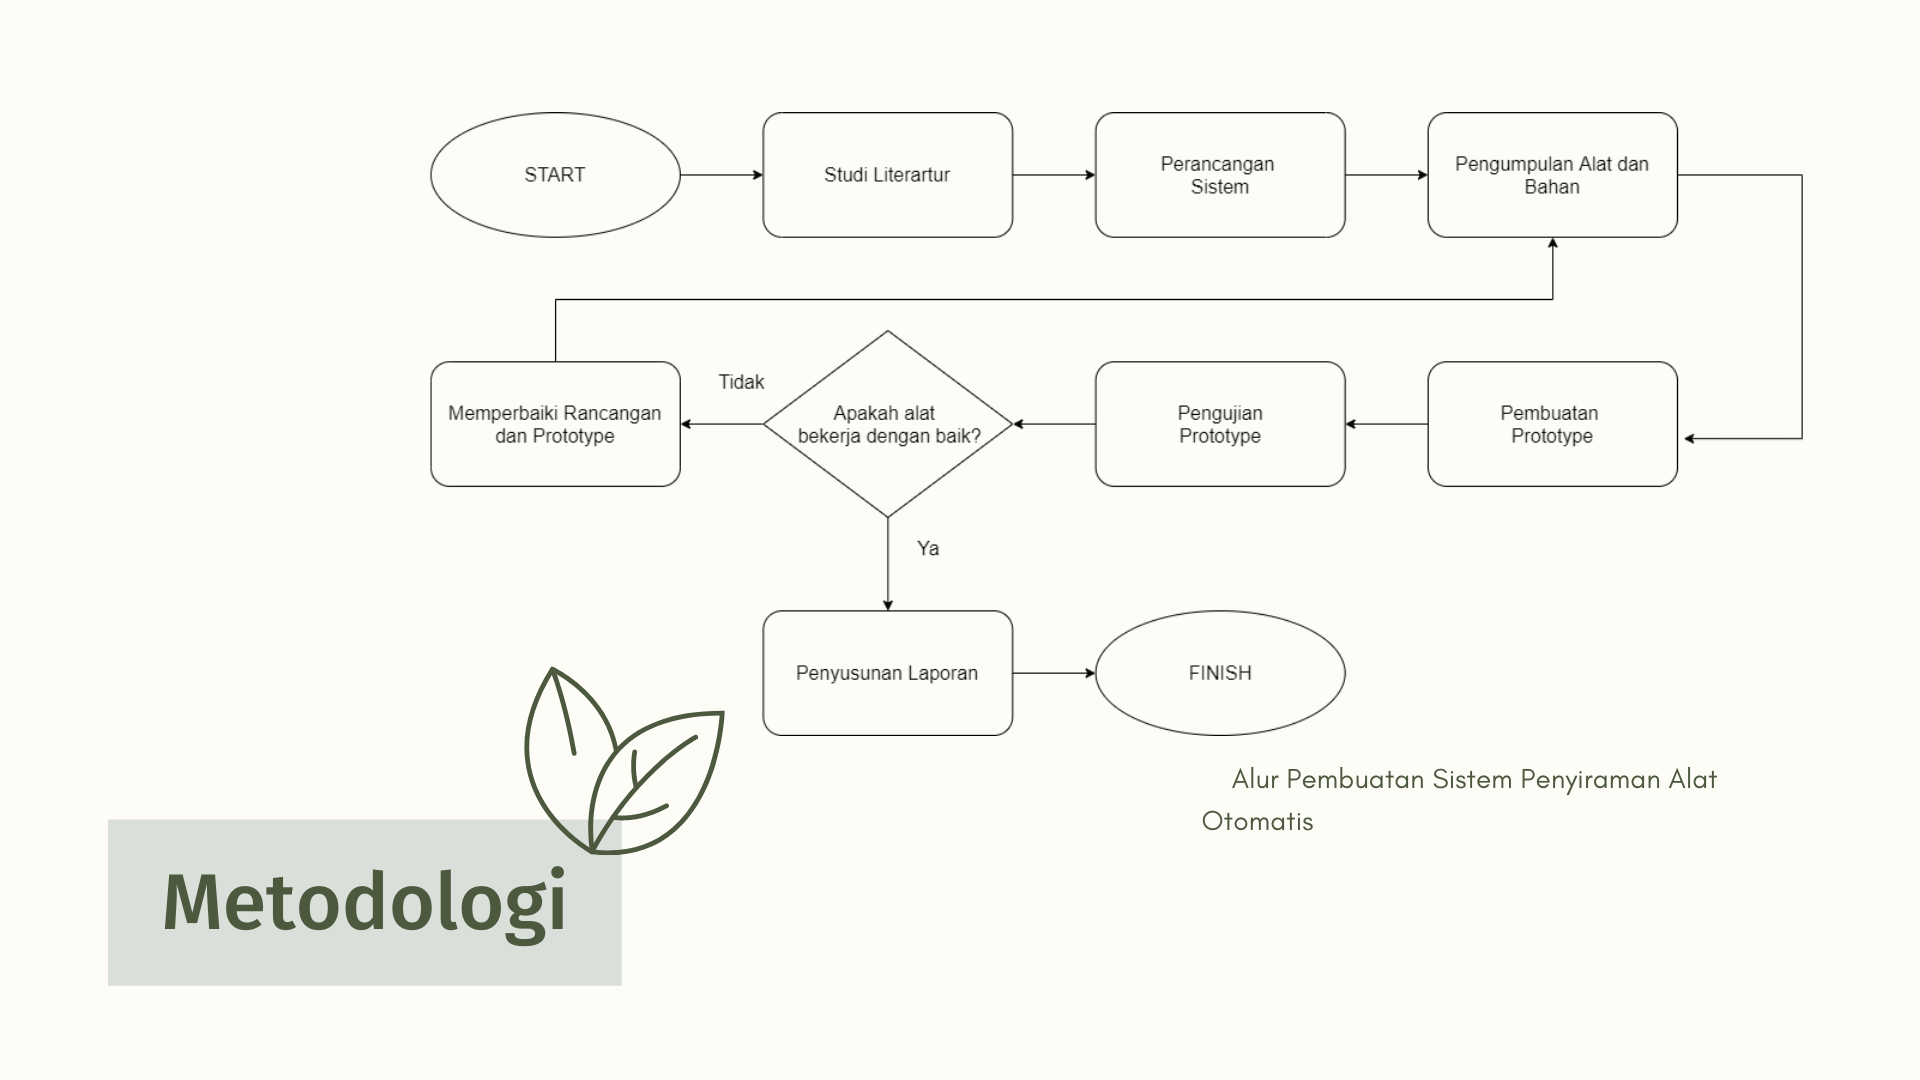 START
Studi Literartur
Perancangan
Sistem
Pengumpulan Alat dan
Bahan
Pembuatan
Prototype
Pengujian
Prototype
Apakah alat
bekerja dengan baik?
Tidak
Memperbaiki Rancangan
dan Prototype
Ya
Penyusunan Laporan
FINISH
Alur Pembuatan Sistem Penyiraman Alat
Otomatis
Metodologi